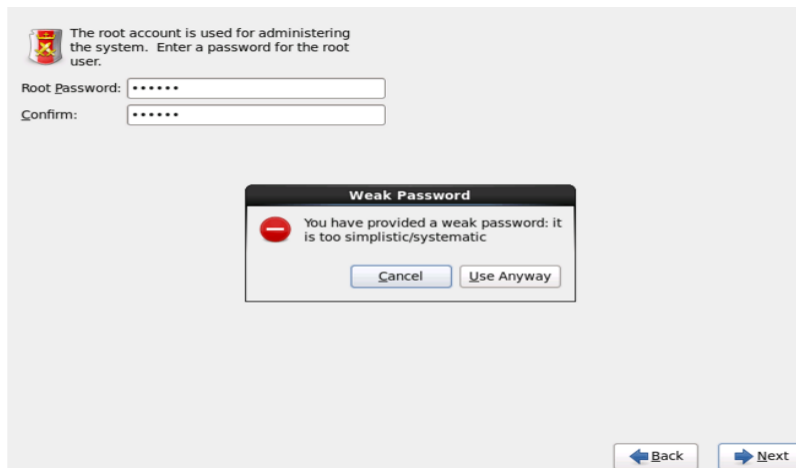 The root account is used for administering
the system.  Enter a password for the root
user.
Root Password: ••••••
Confirm: ••••••
Weak Password
You have provided a weak password: it
is too simplistic/systematic
Cancel Use Anyway
Back Next